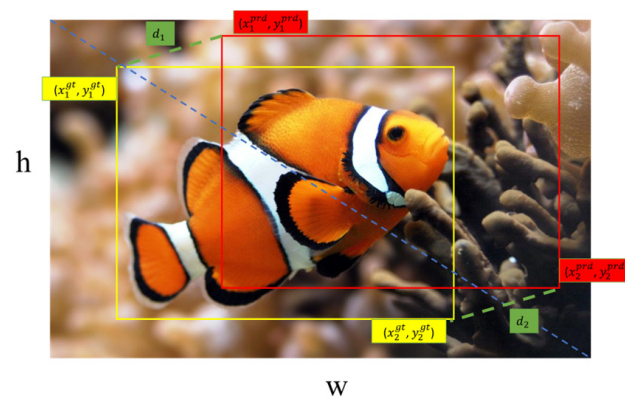 d₁
(x₁ᵖʳᵈ, y₁ᵖʳᵈ)
(x₁ᵍᵗ, y₁ᵍᵗ)
h
(x₂ᵖʳᵈ, y₂ᵖʳᵈ
d₂
(x₂ᵍᵗ, y₂ᵍᵗ)
w